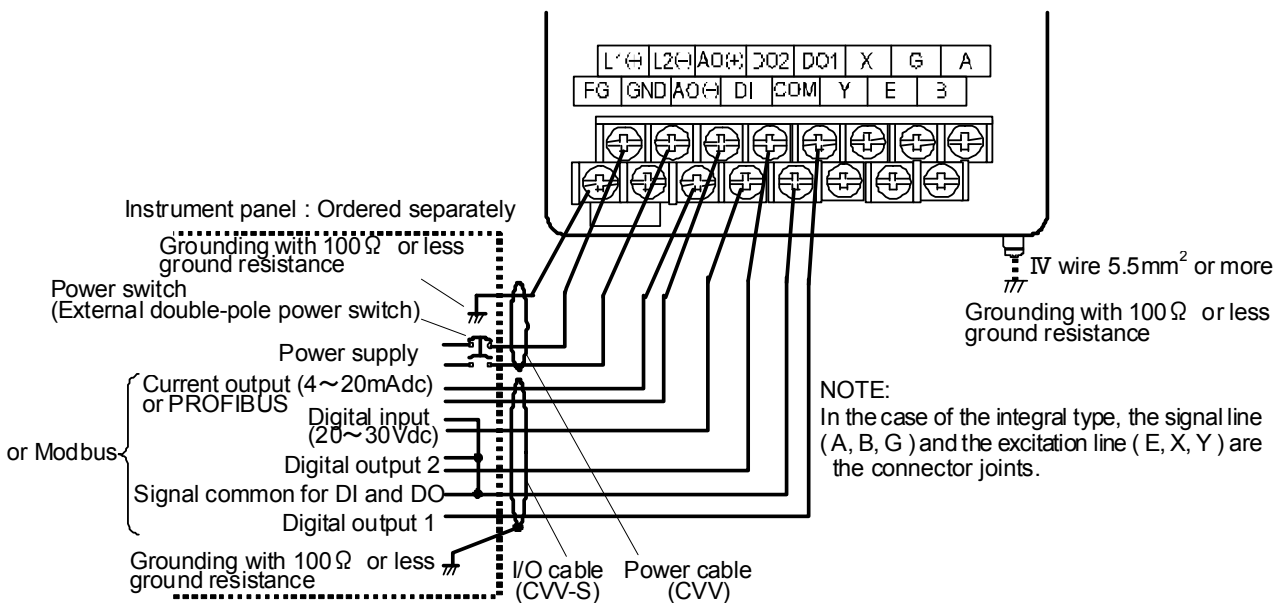 L1(+) L2(-) AO(+) DO2 DO1 X G A
FG GND AO(-) DI COM Y E B
Instrument panel : Ordered separately
Grounding with 100Ω or less
ground resistance
Power switch
(External double-pole power switch)
Power supply
Current output (4～20mAdc)
or PROFIBUS
Digital input
(20～30Vdc)
or Modbus
Digital output 2
Signal common for DI and DO
Digital output 1
Grounding with 100Ω or less
ground resistance
I/O cable
(CVV-S)
Power cable
(CVV)
IV wire 5.5mm² or more
Grounding with 100Ω or less
ground resistance
NOTE:
In the case of the integral type, the signal line
( A, B, G ) and the excitation line ( E, X, Y ) are
the connector joints.